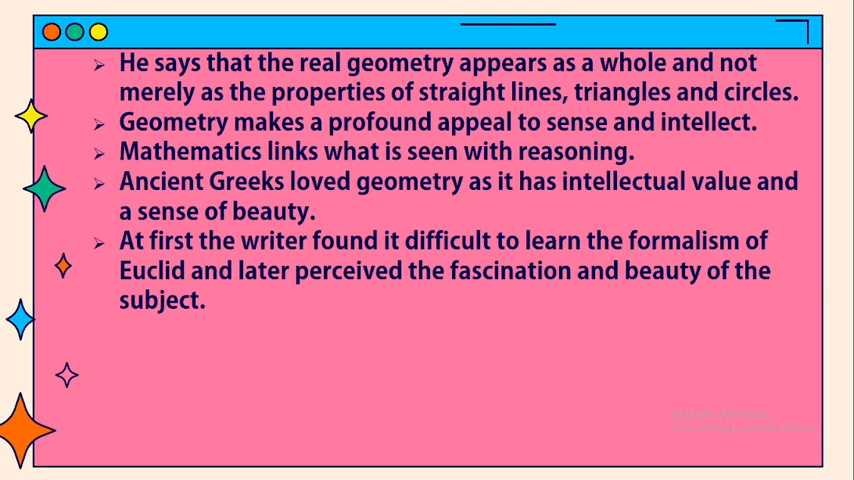 ➢ He says that the real geometry appears as a whole and not
merely as the properties of straight lines, triangles and circles.
➢ Geometry makes a profound appeal to sense and intellect.
➢ Mathematics links what is seen with reasoning.
➢ Ancient Greeks loved geometry as it has intellectual value and
a sense of beauty.
➢ At first the writer found it difficult to learn the formalism of
Euclid and later perceived the fascination and beauty of the
subject.
Activate Windows